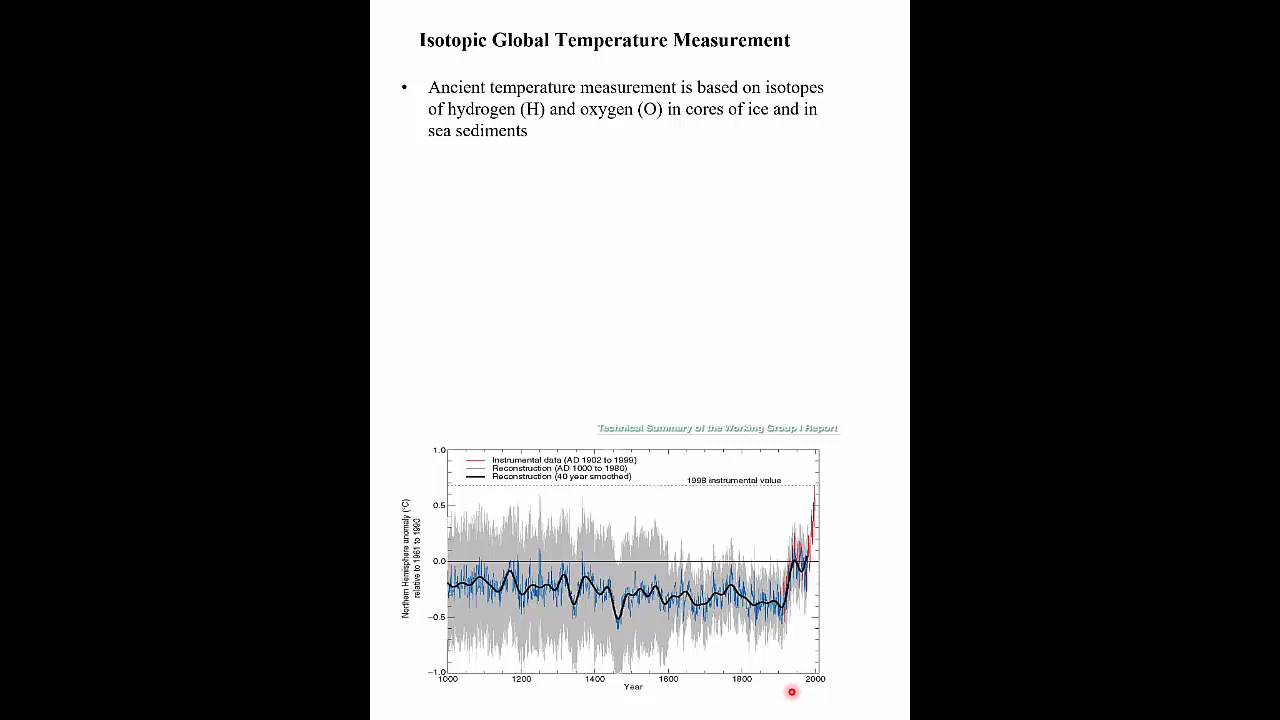 Isotopic Global Temperature Measurement
• Ancient temperature measurement is based on isotopes
of hydrogen (H) and oxygen (O) in cores of ice and in
sea sediments
Technical Summary of the Working Group I Report
1.0
0.5
0.0
−0.5
−1.0
Northern Hemisphere anomaly (°C)
relative to 1961 to 1990
Instrumental data (AD 1902 to 1999)
Reconstruction (AD 1000 to 1980)
Reconstruction (40 year smoothed)
1998 instrumental value
1000 1200 1400 1600 1800 2000
Year